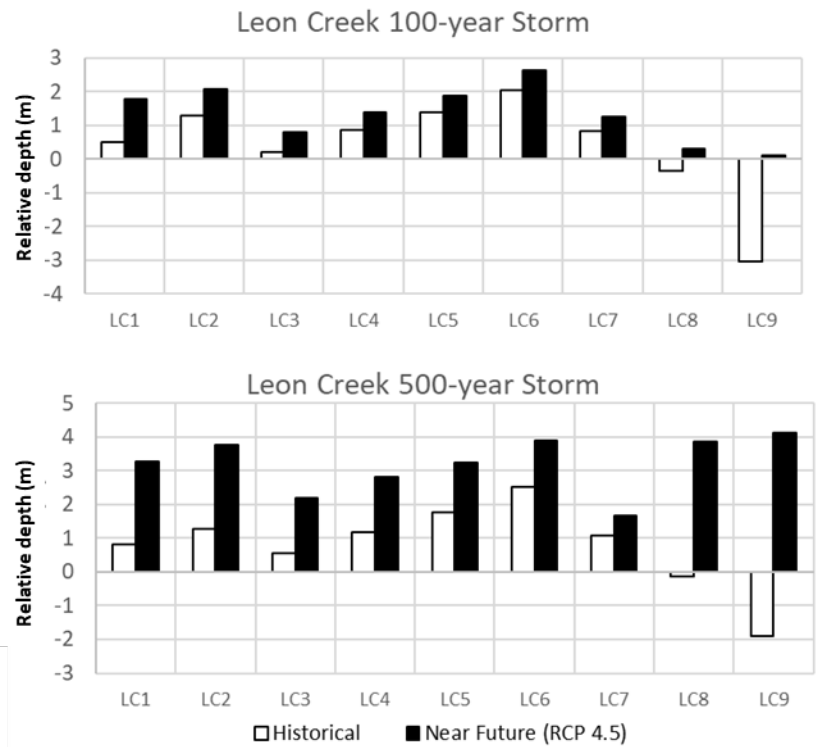 Leon Creek 100-year Storm
Relative depth (m)
3
2
1
0
-1
-2
-3
-4
LC1 LC2 LC3 LC4 LC5 LC6 LC7 LC8 LC9
Leon Creek 500-year Storm
Relative depth (m)
5
4
3
2
1
0
-1
-2
-3
LC1 LC2 LC3 LC4 LC5 LC6 LC7 LC8 LC9
Historical Near Future (RCP 4.5)